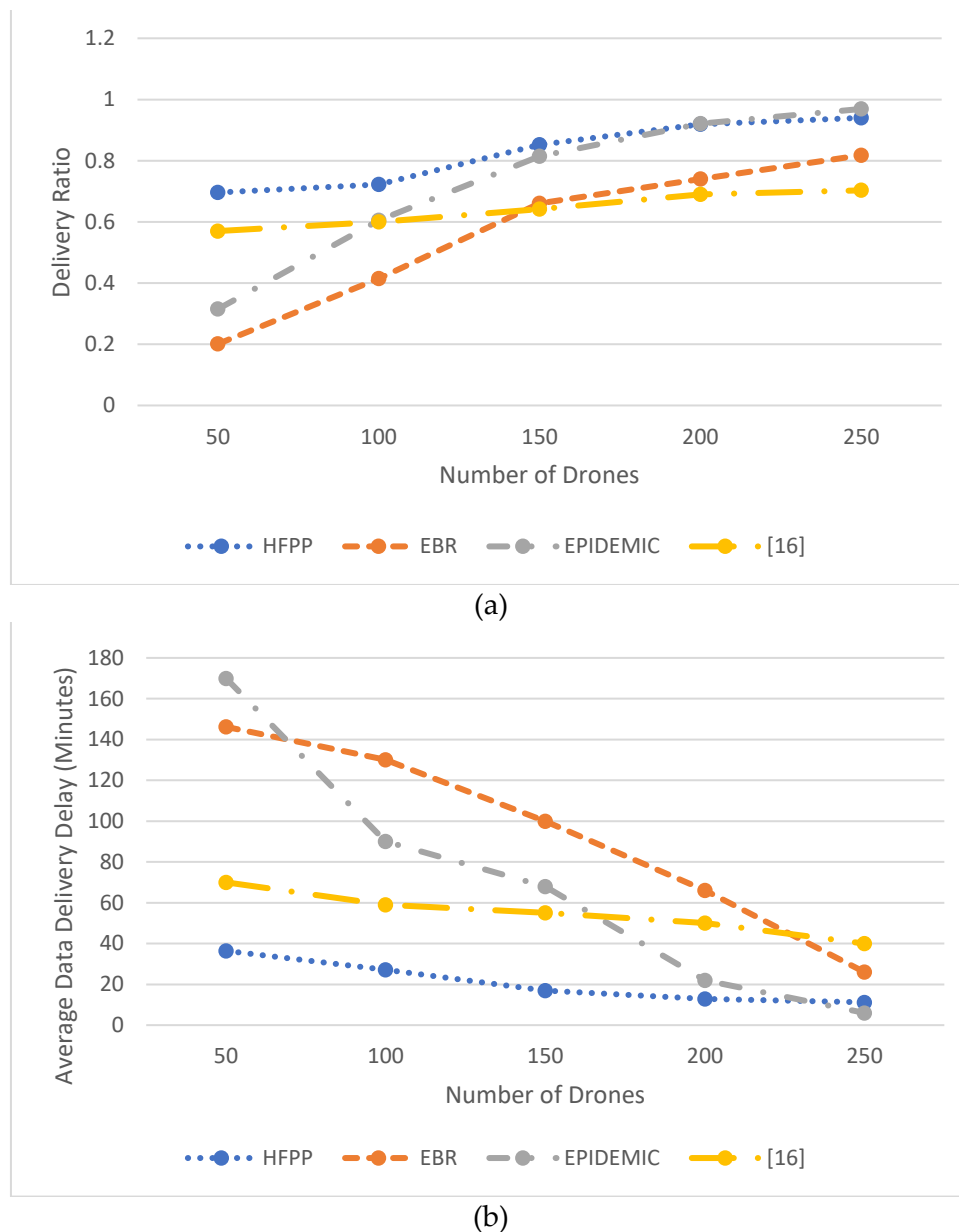 1.2
1
0.8
0.6
0.4
0.2
0
Delivery Ratio
50 100 150 200 250
Number of Drones
HFPP EBR EPIDEMIC [16]
(a)
180
160
140
120
100
80
60
40
20
0
Average Data Delivery Delay (Minutes)
50 100 150 200 250
Number of Drones
HFPP EBR EPIDEMIC [16]
(b)